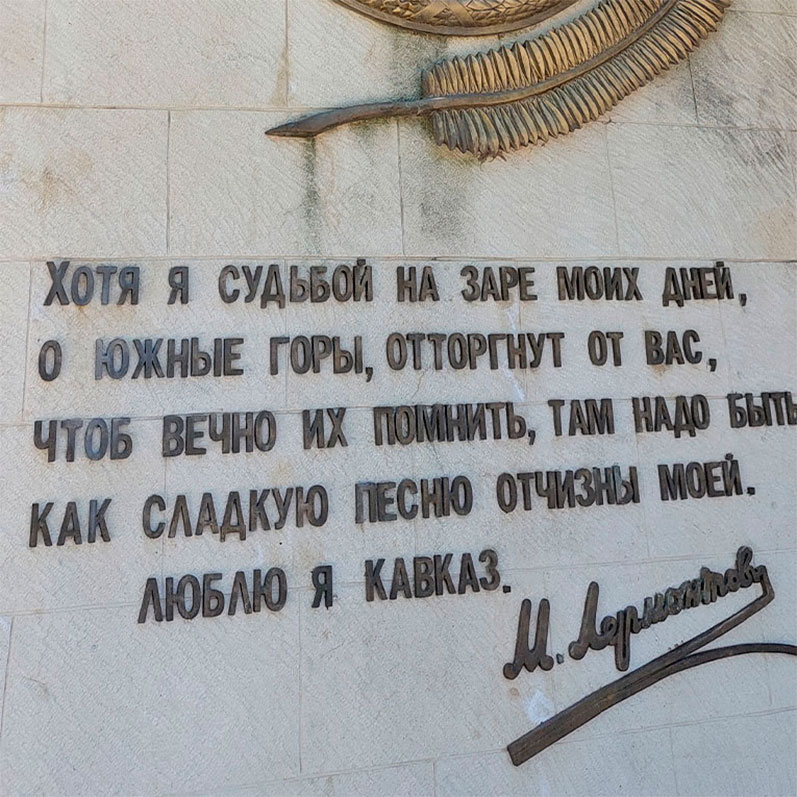 ХОТЯ Я СУДЬБОЙ НА ЗАРЕ МОИХ ДНЕЙ,
О ЮЖНЫЕ ГОРЫ, ОТТОРГНУТ ОТ ВАС,
ЧТОБ ВЕЧНО ИХ ПОМНИТЬ, ТАМ НАДО БЫТЬ
КАК СЛАДКУЮ ПЕСНЮ ОТЧИЗНЫ МОЕЙ.
ЛЮБЛЮ Я КАВКАЗ.
М. Лермонтов